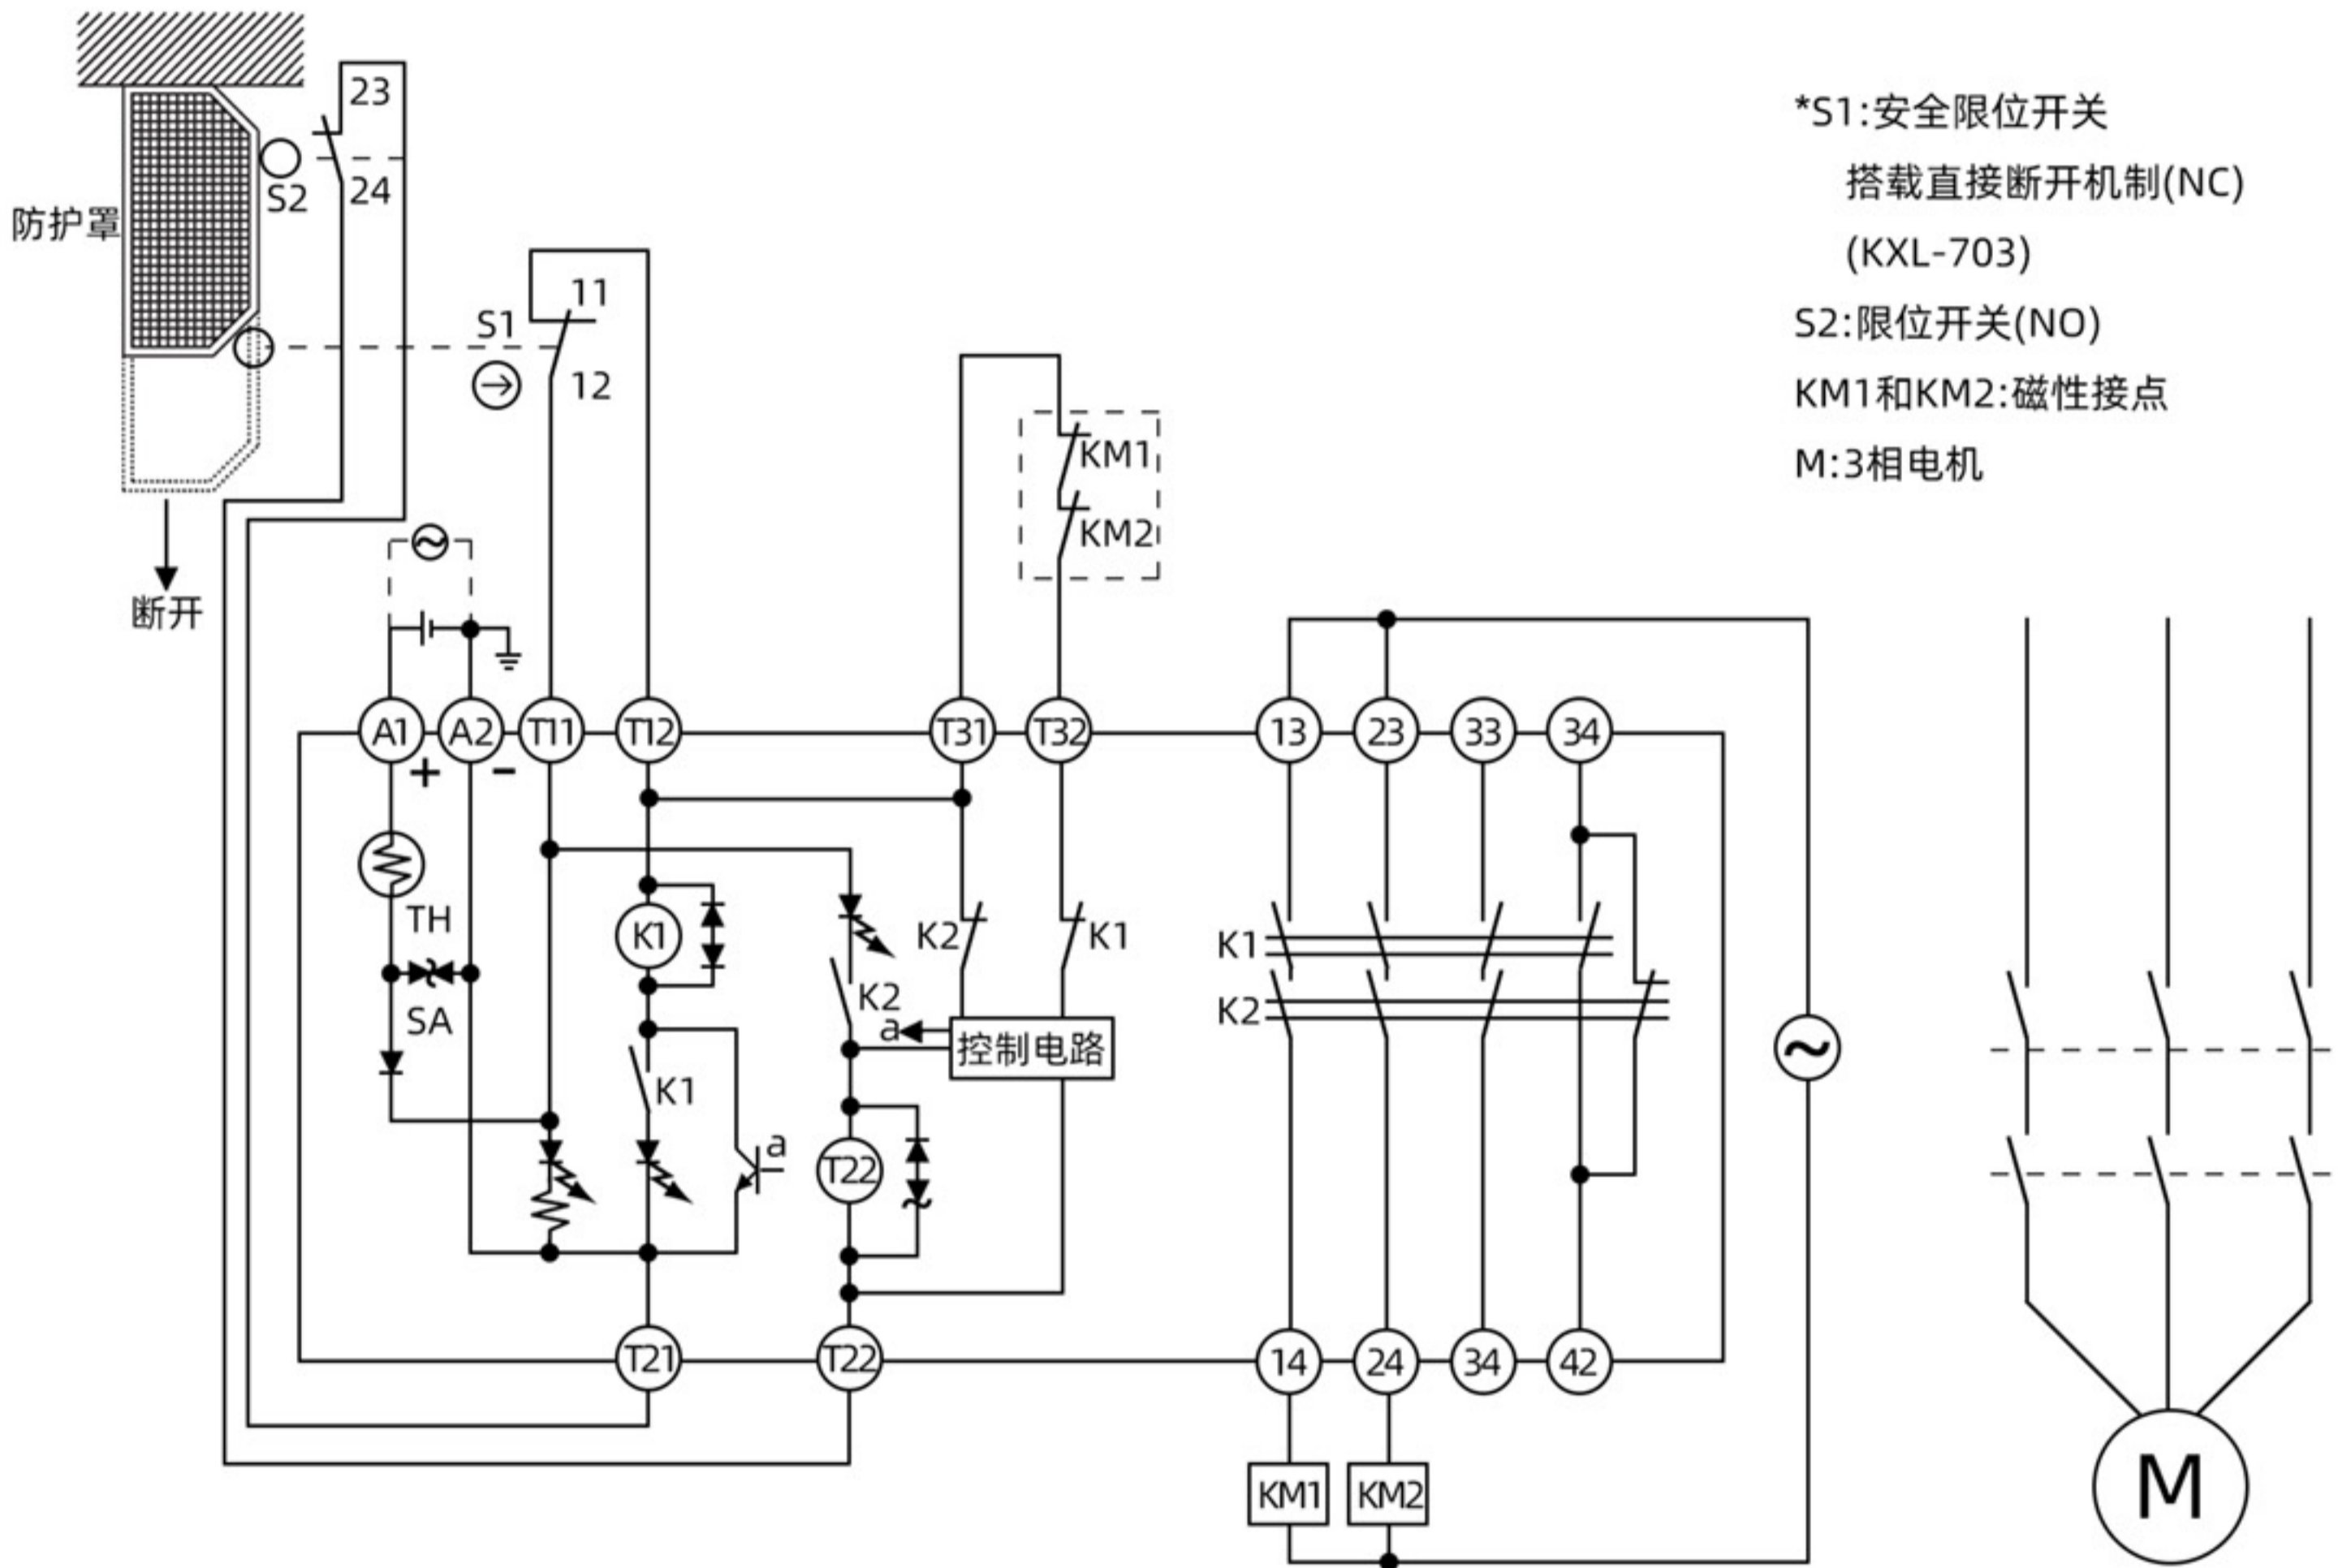 23
24
S2
防护罩
断开
11
S1
12
KM1
KM2
*S1:安全限位开关
搭载直接断开机制(NC)
(KXL-703)
S2:限位开关(NO)
KM1和KM2:磁性接点
M:3相电机
A1
A2
T11
T12
T31
T32
13
23
33
34
+
-
TH
SA
K1
K1
a
K2
T22
K2
K1
a
控制电路
K1
K2
T21
T22
14
24
34
42
KM1
KM2
M